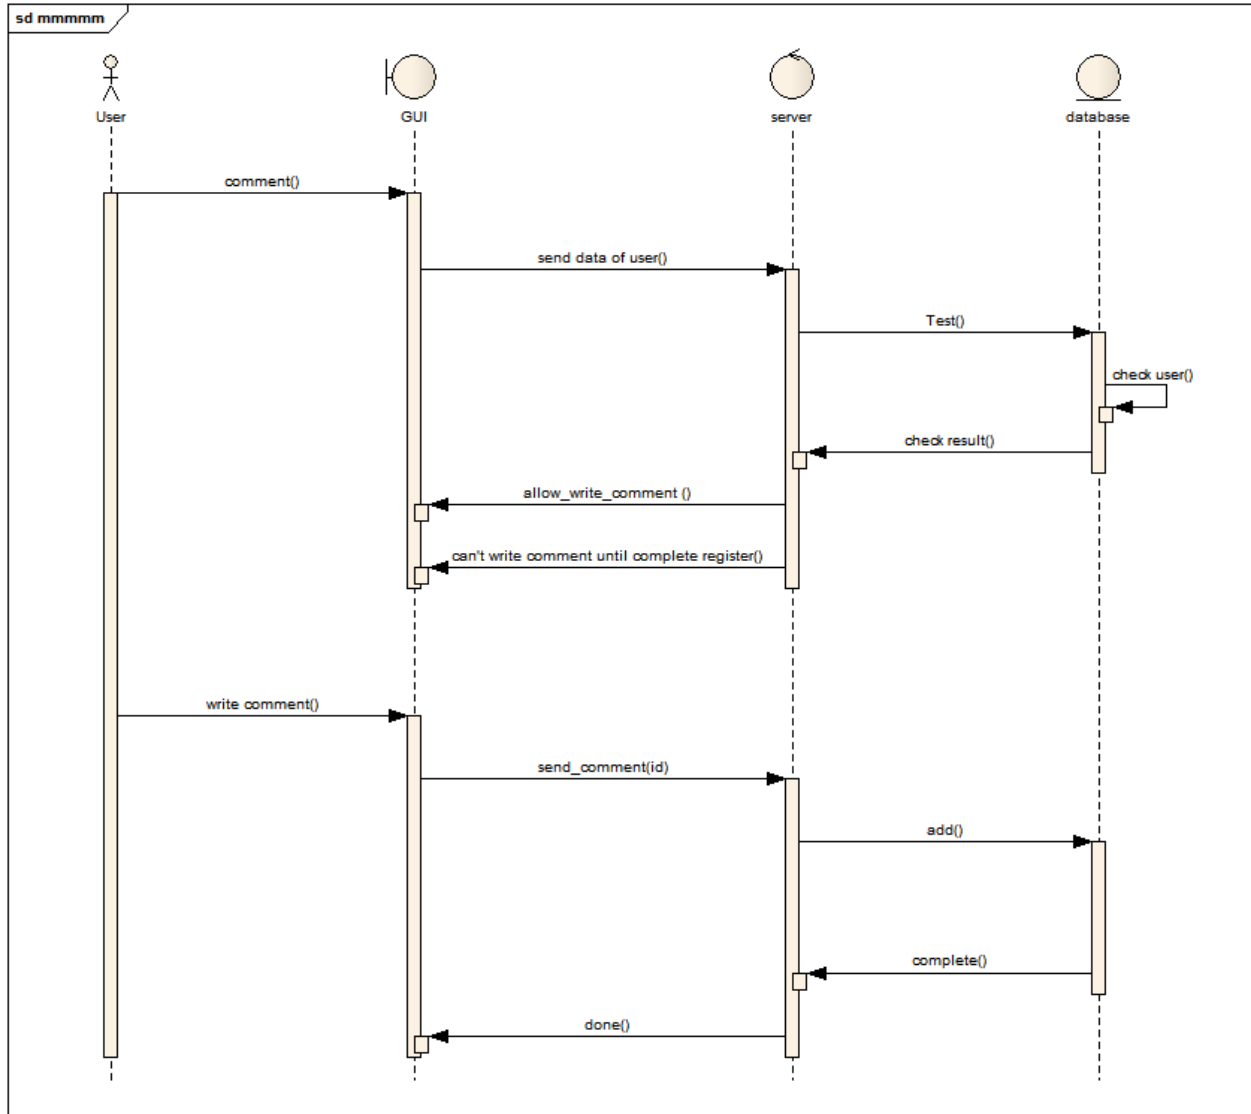 sd mmmmm
User
GUI
server
database
comment()
send data of user()
Test()
check user()
check result()
allow_write_comment ()
can't write comment until complete register()
write comment()
send_comment(id)
add()
complete()
done()